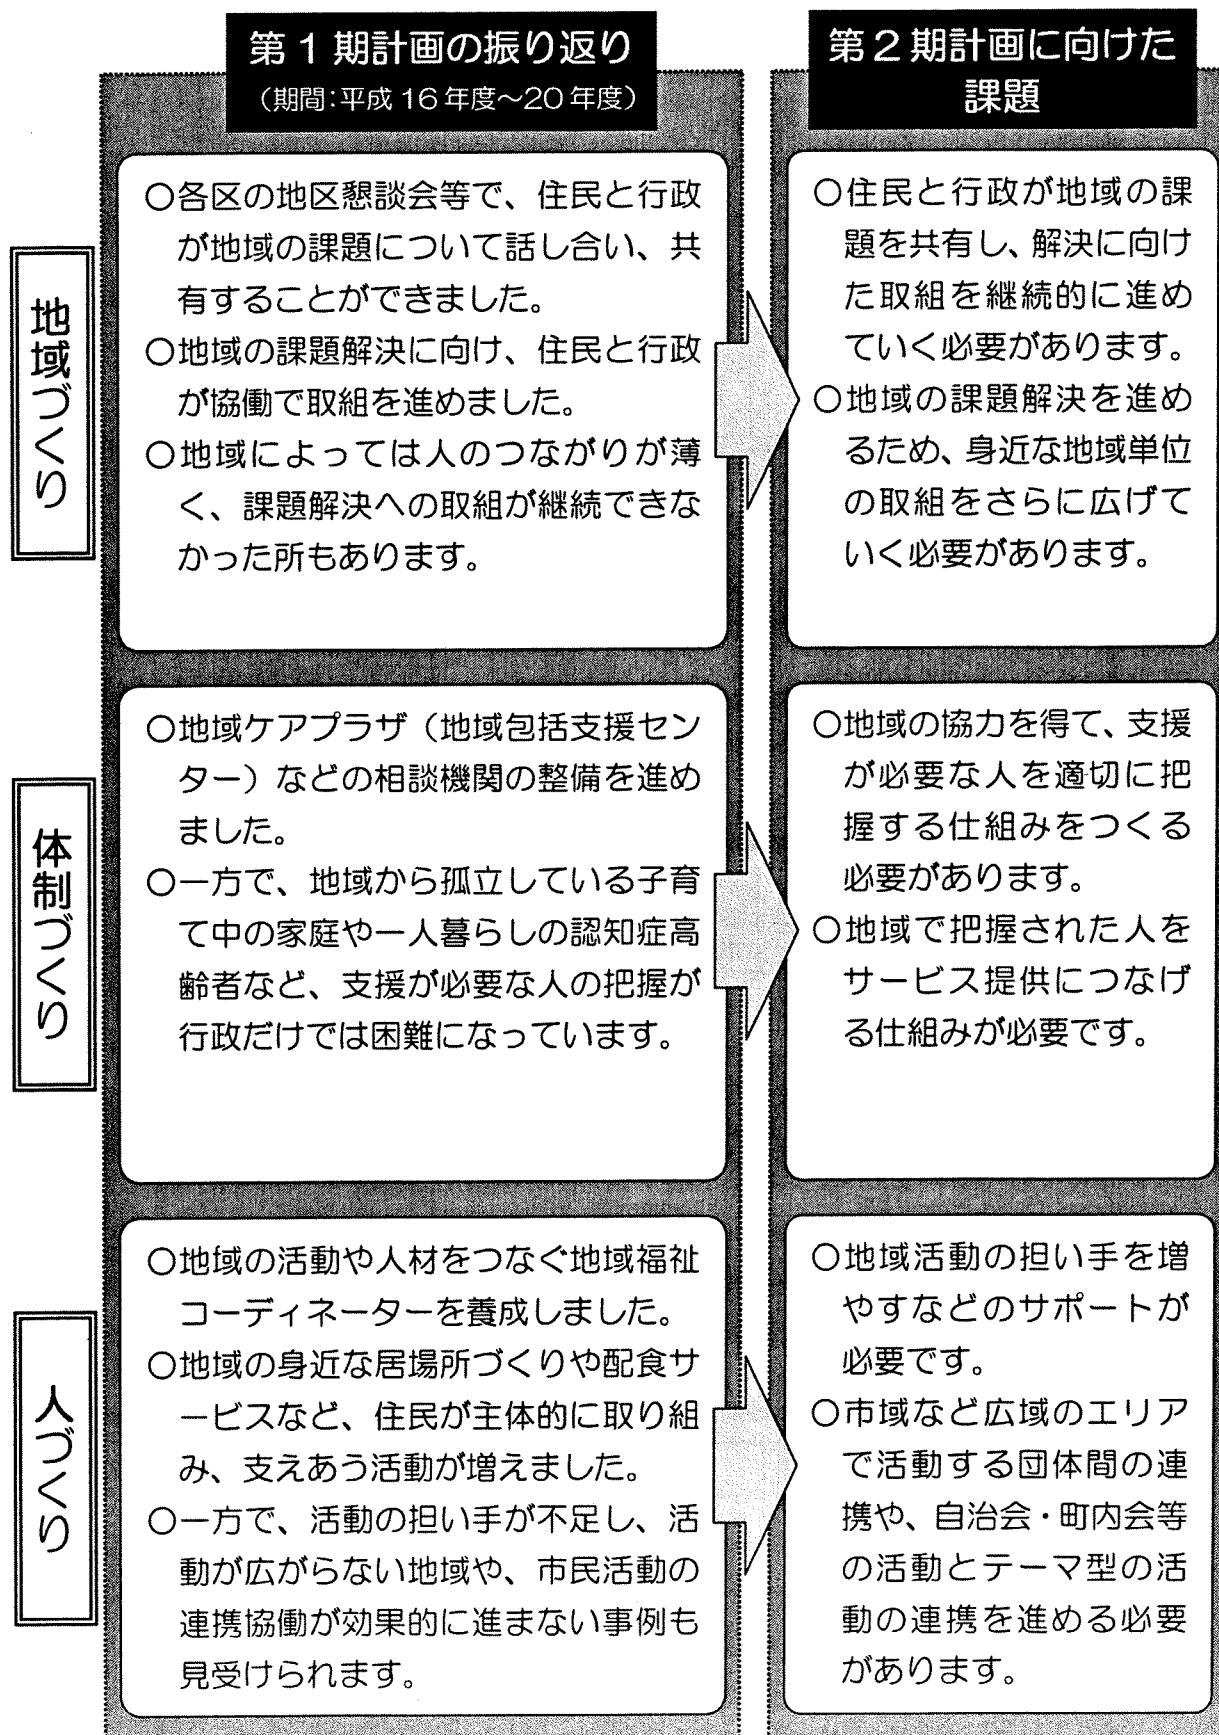 第1期計画の振り返り
（期間：平成16年度～20年度）
第2期計画に向けた
課題
地域づくり
○各区の地区懇談会等で、住民と行政
が地域の課題について話し合い、共
有することができました。
○地域の課題解決に向け、住民と行政
が協働で取組を進めました。
○地域によっては人のつながりが薄
く、課題解決への取組が継続できな
かった所もあります。
○住民と行政が地域の課
題を共有し、解決に向け
た取組を継続的に進め
ていく必要があります。
○地域の課題解決を進め
るため、身近な地域単位
の取組をさらに広げて
いく必要があります。
体制づくり
○地域ケアプラザ（地域包括支援セン
ター）などの相談機関の整備を進め
ました。
○一方で、地域から孤立している子育
て中の家庭や一人暮らしの認知症高
齢者など、支援が必要な人の把握が
行政だけでは困難になっています。
○地域の協力を得て、支援
が必要な人を適切に把
握する仕組みをつくる
必要があります。
○地域で把握された人を
サービス提供につなげ
る仕組みが必要です。
人づくり
○地域の活動や人材をつなぐ地域福祉
コーディネーターを養成しました。
○地域の身近な居場所づくりや配食サ
ービスなど、住民が主体的に取り組
み、支えあう活動が増えました。
○一方で、活動の担い手が不足し、活
動が広がらない地域や、市民活動の
連携協働が効果的に進まない事例も
見受けられます。
○地域活動の担い手を増
やすなどのサポートが
必要です。
○市域など広域のエリア
で活動する団体間の連
携や、自治会・町内会等
の活動とテーマ型の活
動の連携を進める必要
があります。